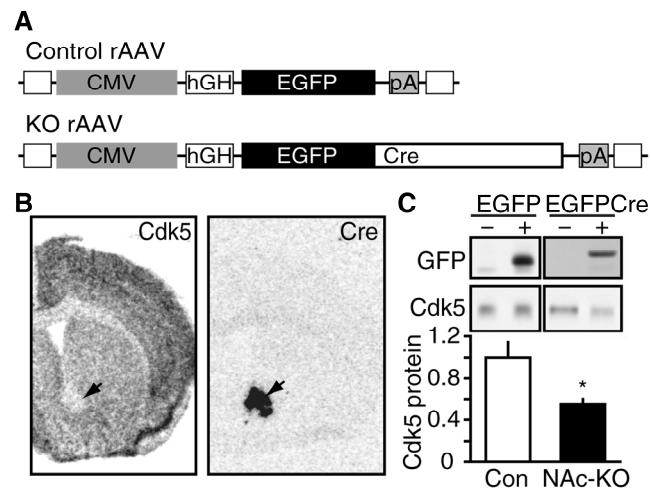 A
Control rAAV
CMV hGH EGFP pA
KO rAAV
CMV hGH EGFP Cre pA
B
Cdk5 Cre
C
EGFP EGFPCre
− + − +
GFP
Cdk5
Cdk5 protein
1.2
0.8
0.4
0
*
Con NAc-KO